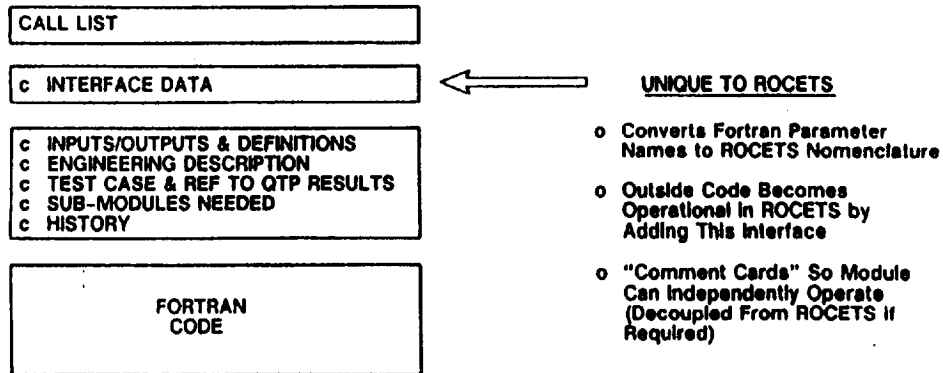 CALL LIST
c INTERFACE DATA
c INPUTS/OUTPUTS & DEFINITIONS
c ENGINEERING DESCRIPTION
c TEST CASE & REF TO QTP RESULTS
c SUB-MODULES NEEDED
c HISTORY
FORTRAN
CODE
UNIQUE TO ROCETS
o Converts Fortran Parameter
Names to ROCETS Nomenclature
o Outside Code Becomes
Operational in ROCETS by
Adding This Interface
o "Comment Cards" So Module
Can Independently Operate
(Decoupled From ROCETS if
Required)